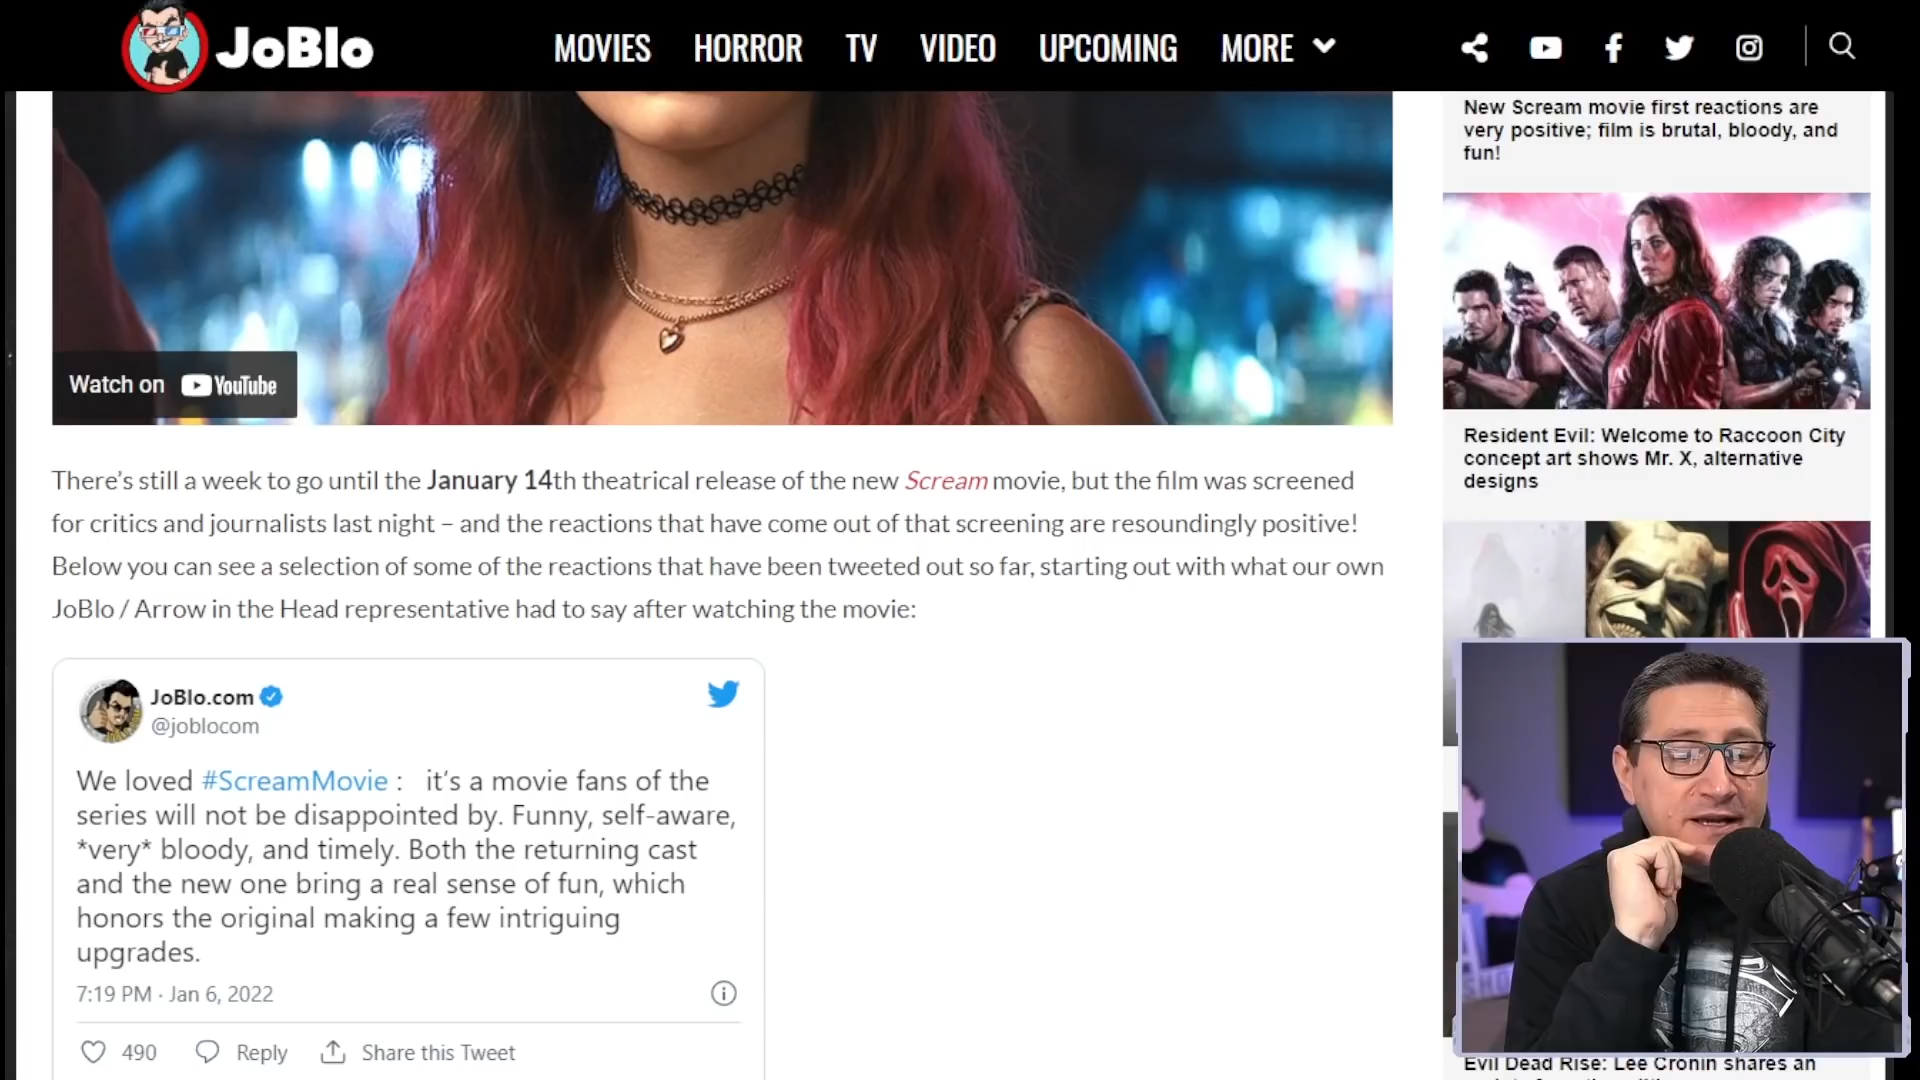 JoBlo
MOVIES HORROR TV VIDEO UPCOMING MORE
New Scream movie first reactions are
very positive; film is brutal, bloody, and
fun!
Watch on YouTube
Resident Evil: Welcome to Raccoon City
concept art shows Mr. X, alternative
designs
There's still a week to go until the January 14th theatrical release of the new Scream movie, but the film was screened
for critics and journalists last night – and the reactions that have come out of that screening are resoundingly positive!
Below you can see a selection of some of the reactions that have been tweeted out so far, starting out with what our own
JoBlo / Arrow in the Head representative had to say after watching the movie:
JoBlo.com
@joblocom
We loved #ScreamMovie : it's a movie fans of the
series will not be disappointed by. Funny, self-aware,
*very* bloody, and timely. Both the returning cast
and the new one bring a real sense of fun, which
honors the original making a few intriguing
upgrades.
7:19 PM · Jan 6, 2022
490 Reply Share this Tweet
Evil Dead Rise: Lee Cronin shares an